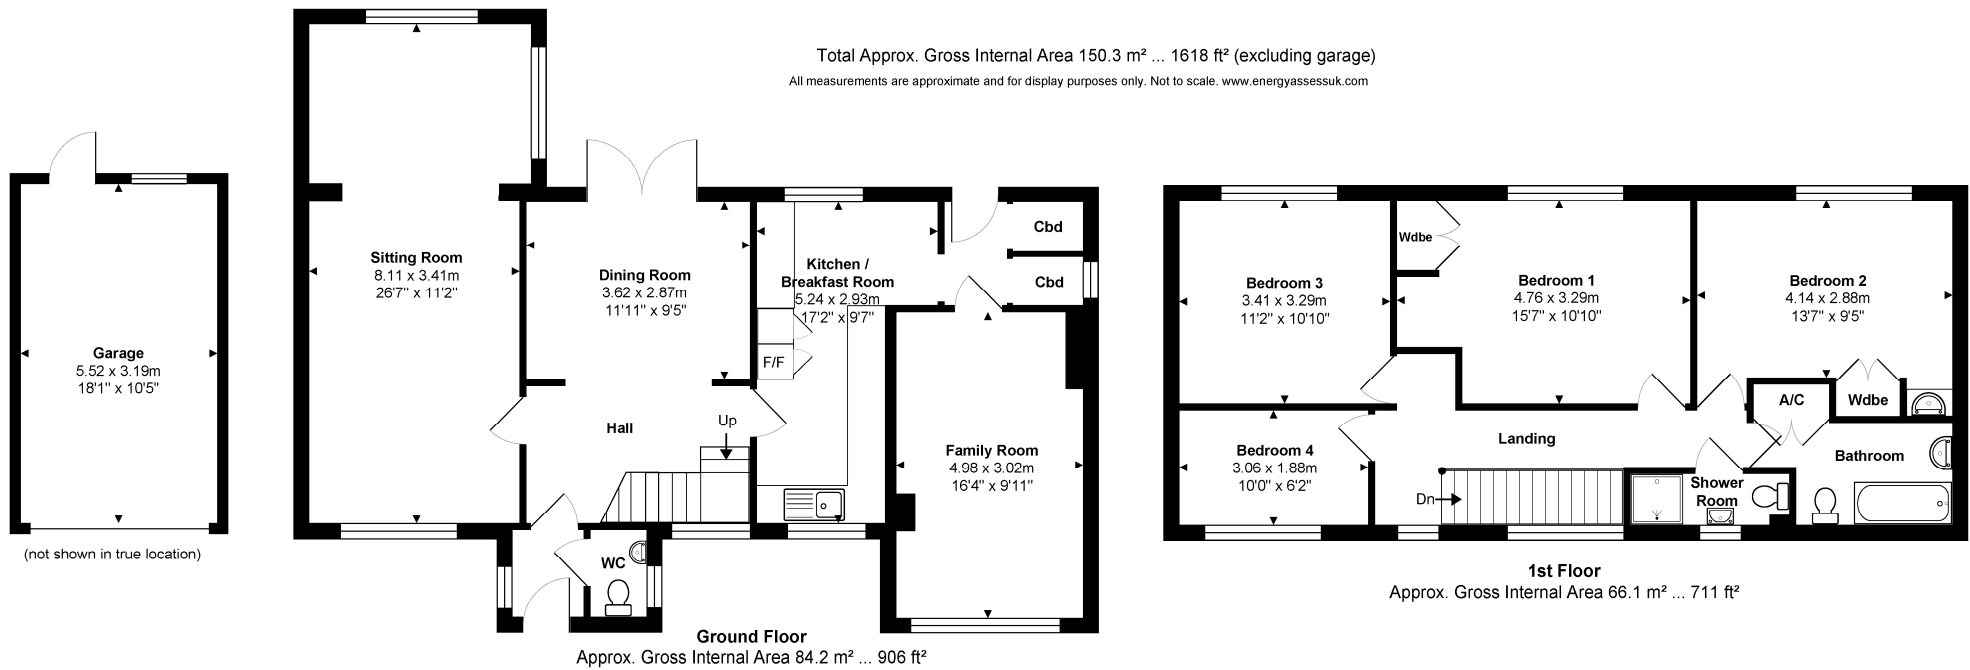 Total Approx. Gross Internal Area 150.3 m² ... 1618 ft² (excluding garage)
All measurements are approximate and for display purposes only. Not to scale. www.energyassessuk.com
Garage
5.52 x 3.19m
18'1" x 10'5"
(not shown in true location)
Sitting Room
8.11 x 3.41m
26'7" x 11'2"
Dining Room
3.62 x 2.87m
11'11" x 9'5"
Kitchen /
Breakfast Room
5.24 x 2.93m
17'2" x 9'7"
F/F
Cbd
Cbd
Hall
Up
Family Room
4.98 x 3.02m
16'4" x 9'11"
WC
Ground Floor
Approx. Gross Internal Area 84.2 m² ... 906 ft²
Bedroom 3
3.41 x 3.29m
11'2" x 10'10"
Wdbe
Bedroom 1
4.76 x 3.29m
15'7" x 10'10"
Bedroom 2
4.14 x 2.88m
13'7" x 9'5"
A/C
Wdbe
Bedroom 4
3.06 x 1.88m
10'0" x 6'2"
Landing
Dn
Shower
Room
Bathroom
1st Floor
Approx. Gross Internal Area 66.1 m² ... 711 ft²